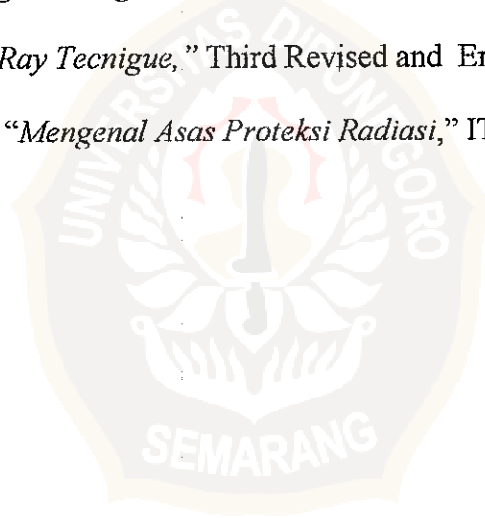 Ray Tecnigue,” Third Revised and En
“Mengenal Asas Proteksi Radiasi,” IT
UNIVERSITAS DIPONEGORO
SEMARANG